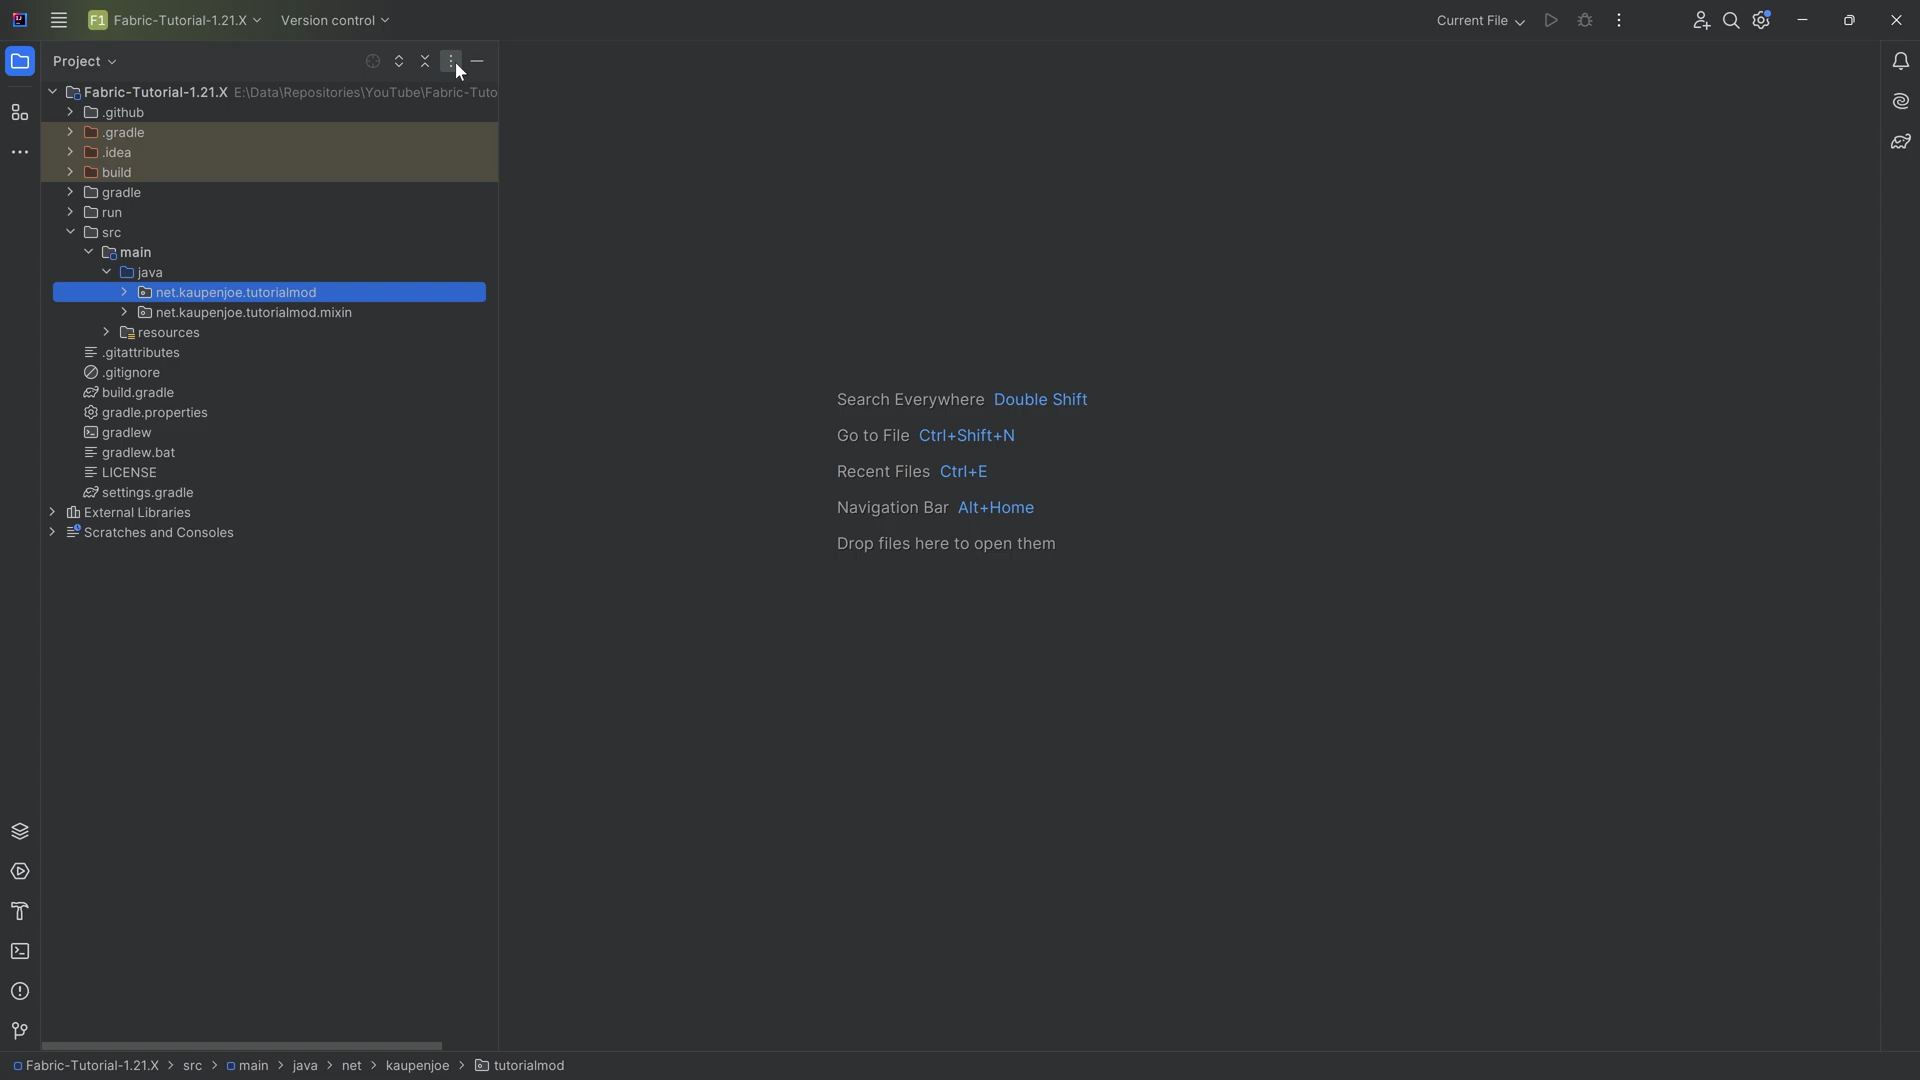 F1 Fabric-Tutorial-1.21.X Version control Current File
Project
Fabric-Tutorial-1.21.X E:\Data\Repositories\YouTube\Fabric-Tuto
.github
.gradle
.idea
build
gradle
run
src
main
java
net.kaupenjoe.tutorialmod
net.kaupenjoe.tutorialmod.mixin
resources
.gitattributes
.gitignore
build.gradle
gradle.properties
gradlew
gradlew.bat
LICENSE
settings.gradle
External Libraries
Scratches and Consoles
Search Everywhere Double Shift
Go to File Ctrl+Shift+N
Recent Files Ctrl+E
Navigation Bar Alt+Home
Drop files here to open them
Fabric-Tutorial-1.21.X > src > main > java > net > kaupenjoe > tutorialmod